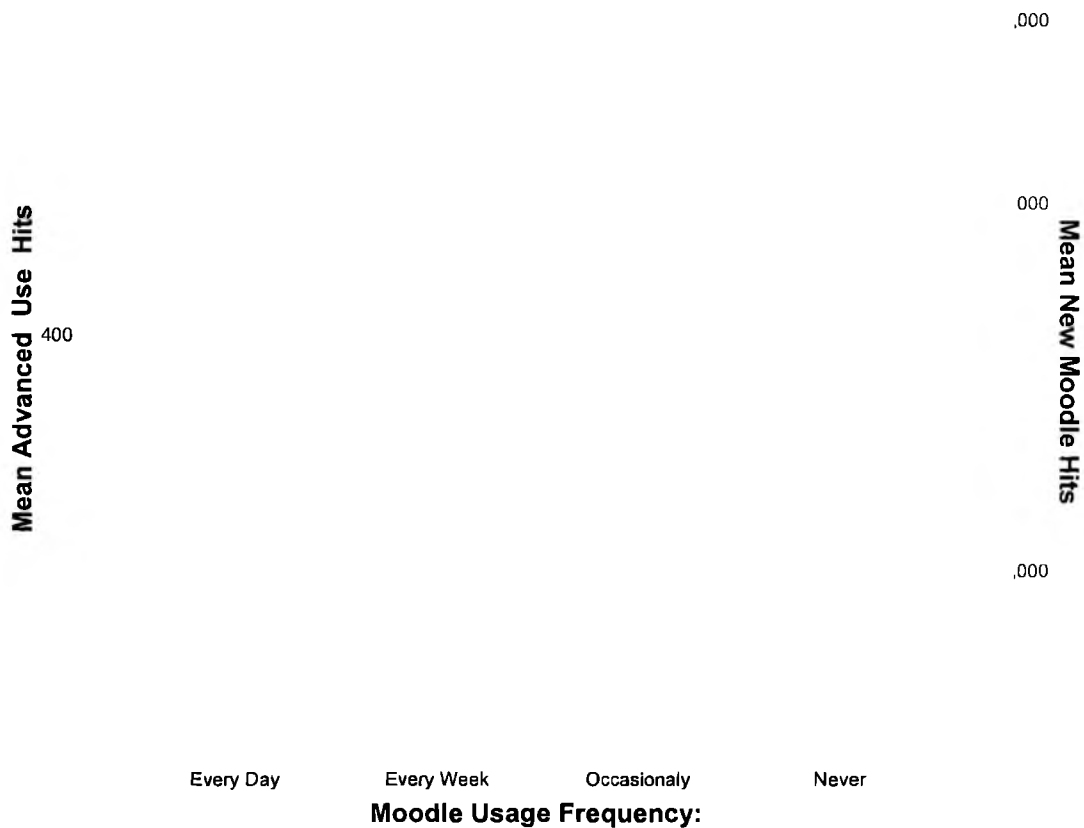 ,000
000
Mean Advanced Use Hits
Mean New Moodle Hits
400
,000
Every Day
Every Week
Occasionaly
Never
Moodle Usage Frequency: